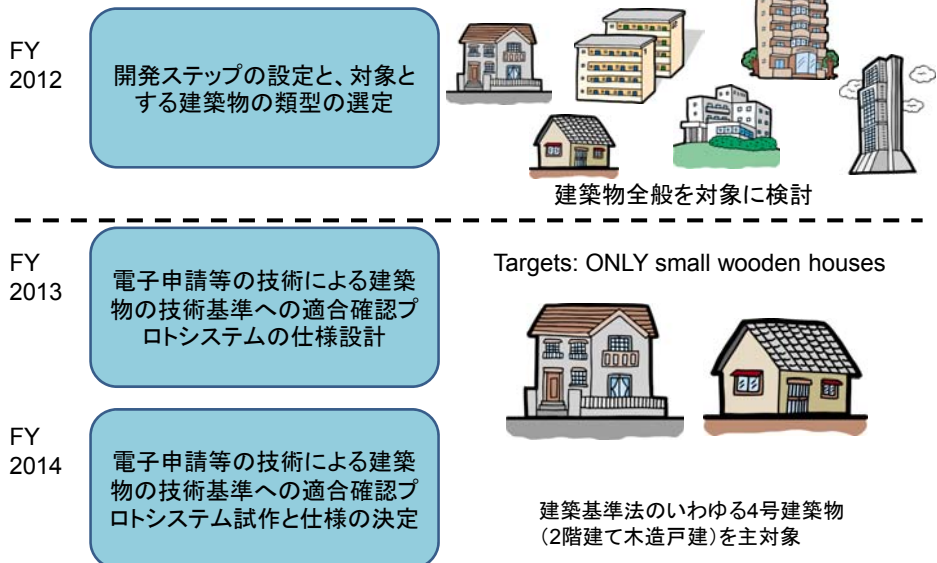 FY
2012
開発ステップの設定と、対象と
する建築物の類型の選定
建築物全般を対象に検討
FY
2013
電子申請等の技術による建築
物の技術基準への適合確認プ
ロトシステムの仕様設計
Targets: ONLY small wooden houses
FY
2014
電子申請等の技術による建築
物の技術基準への適合確認プ
ロトシステム試作と仕様の決定
建築基準法のいわゆる4号建築物
（2階建て木造戸建）を主対象